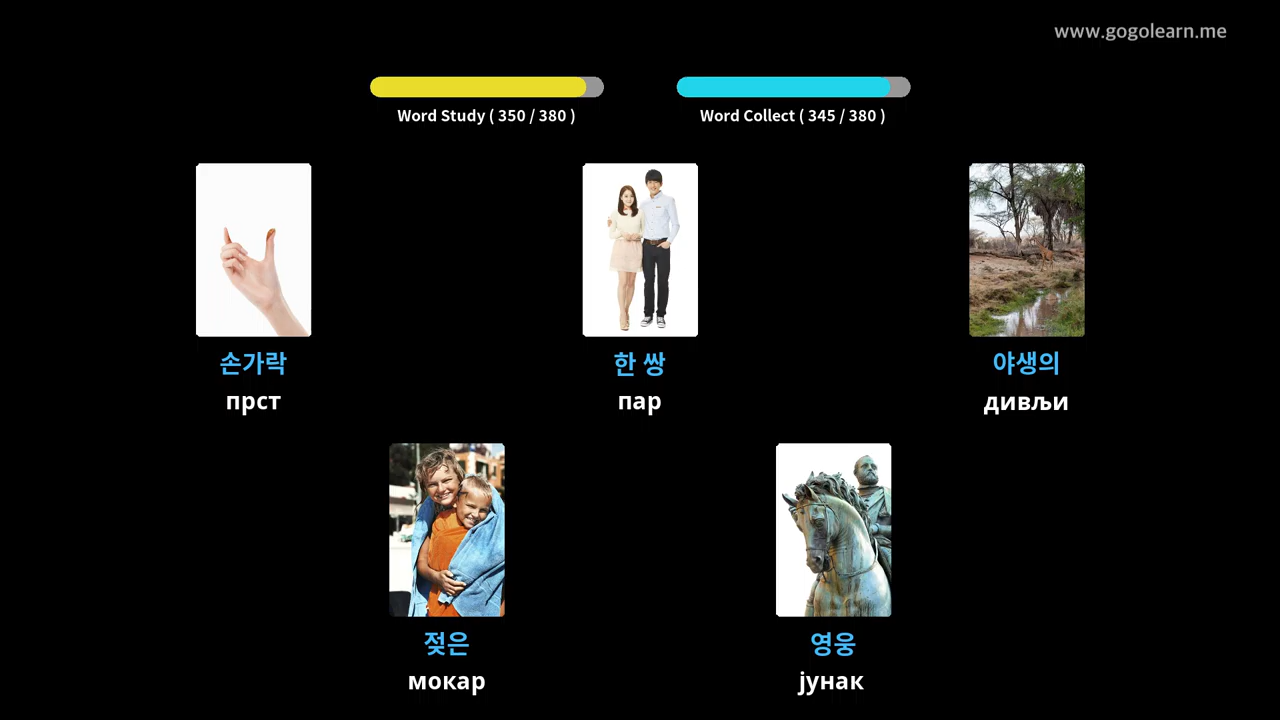 www.gogolearn.me
Word Study ( 350 / 380 )
Word Collect ( 345 / 380 )
손가락
прст
한 쌍
пар
야생의
дивљи
젖은
мокар
영웅
јунак